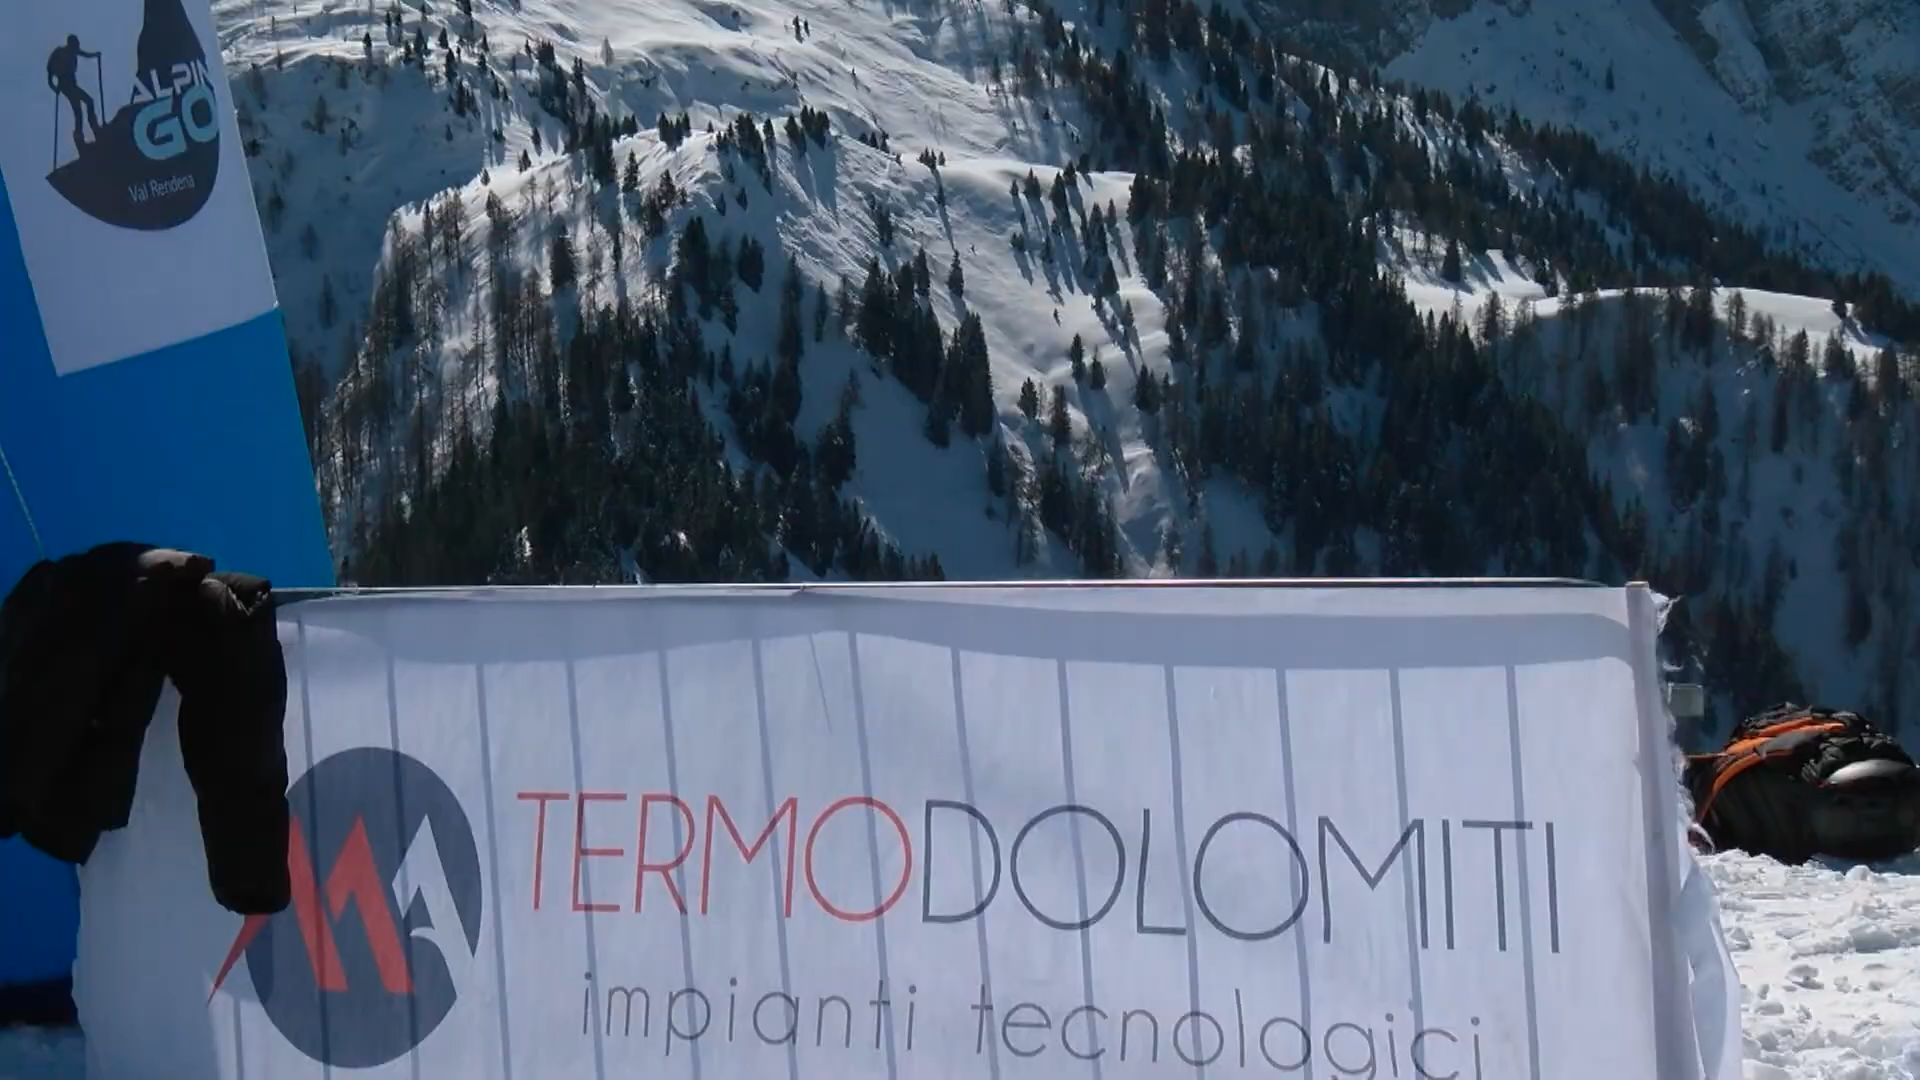 ALPIN
GO
Val Rendena
TERMODOLOMITI
impianti tecnologici